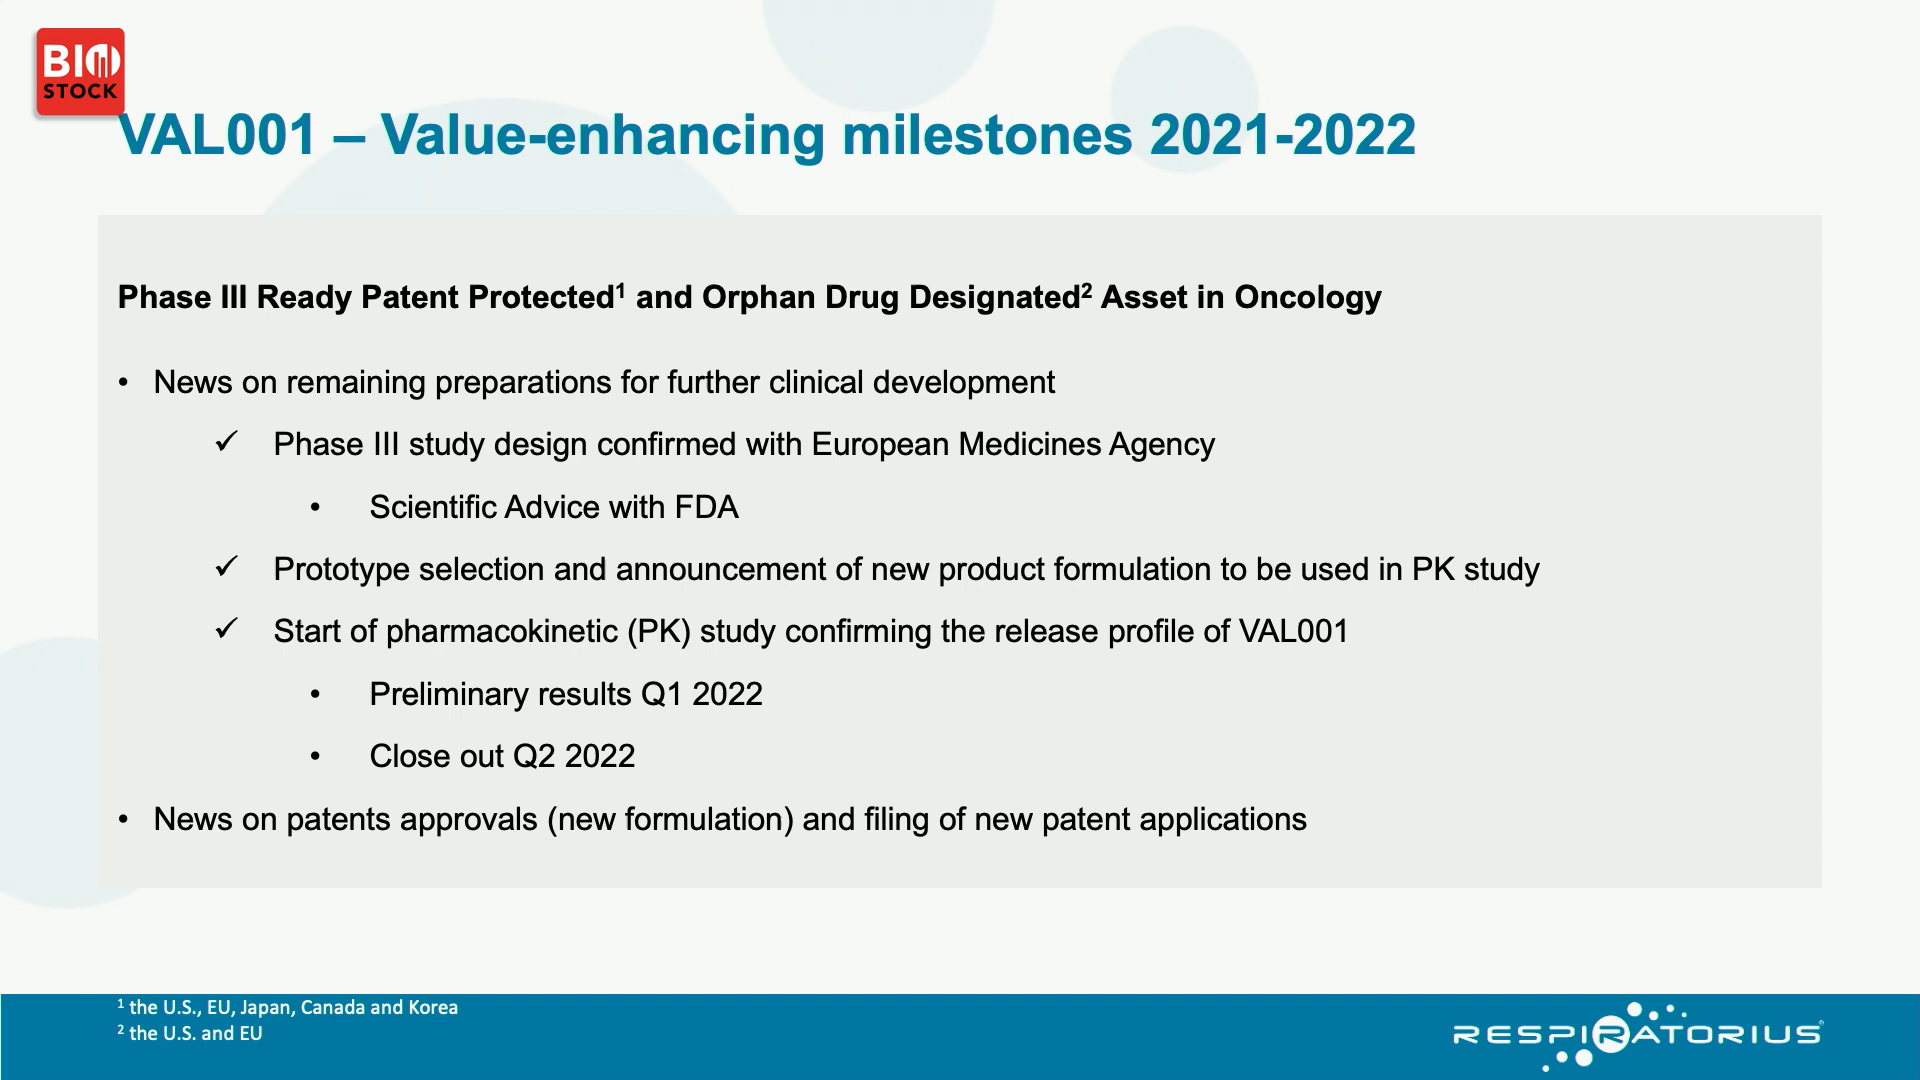 BIO
STOCK
VAL001 – Value-enhancing milestones 2021-2022
Phase III Ready Patent Protected¹ and Orphan Drug Designated² Asset in Oncology
• News on remaining preparations for further clinical development
✓ Phase III study design confirmed with European Medicines Agency
• Scientific Advice with FDA
✓ Prototype selection and announcement of new product formulation to be used in PK study
✓ Start of pharmacokinetic (PK) study confirming the release profile of VAL001
• Preliminary results Q1 2022
• Close out Q2 2022
• News on patents approvals (new formulation) and filing of new patent applications
¹ the U.S., EU, Japan, Canada and Korea
² the U.S. and EU
RESPIRATORIUS®